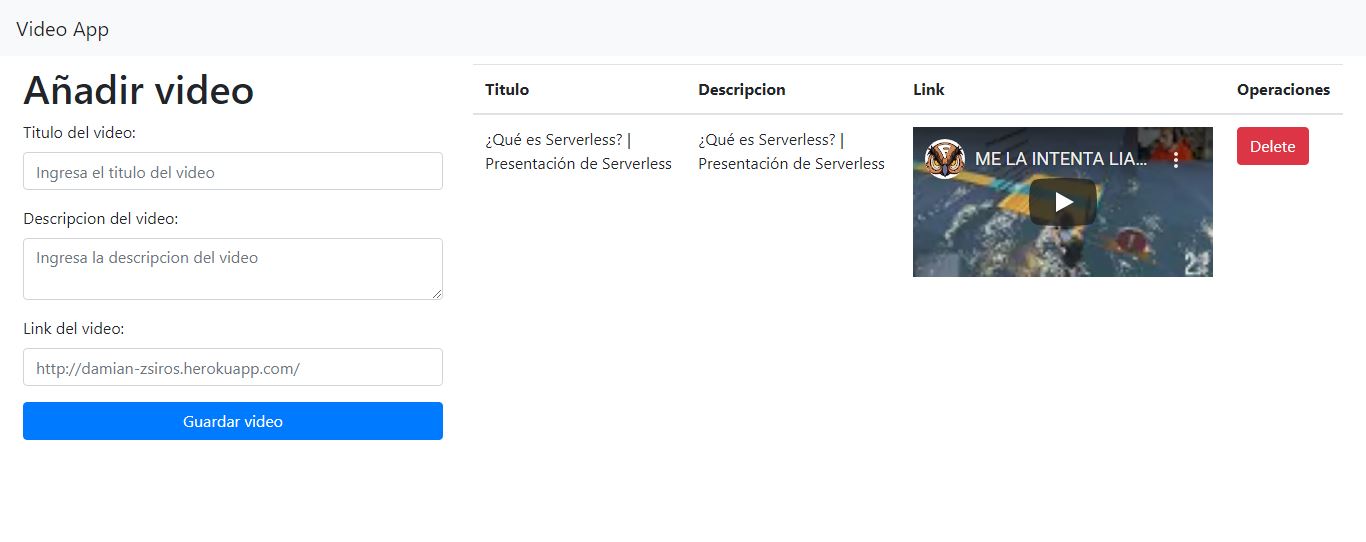 Video App
Añadir video
Titulo del video:
Ingresa el titulo del video
Descripcion del video:
Ingresa la descripcion del video
Link del video:
http://damian-zsiros.herokuapp.com/
Guardar video
Titulo Descripcion Link Operaciones
¿Qué es Serverless? |
Presentación de Serverless
¿Qué es Serverless? |
Presentación de Serverless
ME LA INTENTA LIA...
Delete